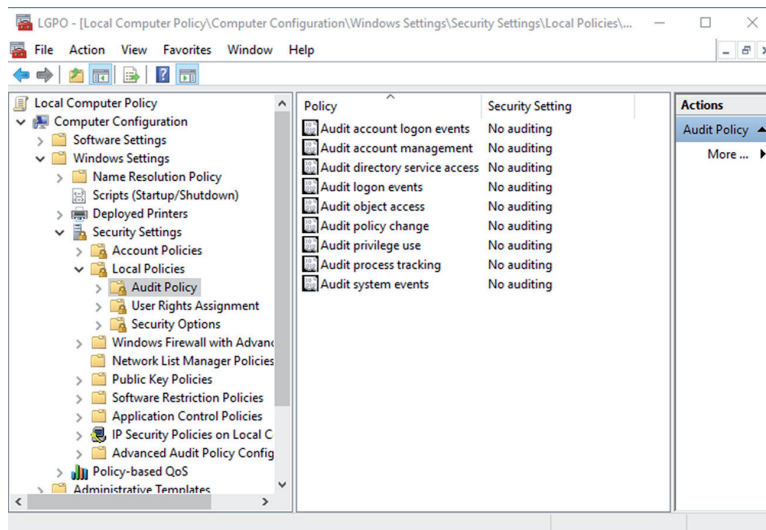 LGPO - [Local Computer Policy\Computer Configuration\Windows Settings\Security Settings\Local Policies\...
File Action View Favorites Window Help
Local Computer Policy
Computer Configuration
Software Settings
Windows Settings
Name Resolution Policy
Scripts (Startup/Shutdown)
Deployed Printers
Security Settings
Account Policies
Local Policies
Audit Policy
User Rights Assignment
Security Options
Windows Firewall with Advanc
Network List Manager Policies
Public Key Policies
Software Restriction Policies
Application Control Policies
IP Security Policies on Local C
Advanced Audit Policy Config
Policy-based QoS
Administrative Templates
Policy Security Setting
Audit account logon events No auditing
Audit account management No auditing
Audit directory service access No auditing
Audit logon events No auditing
Audit object access No auditing
Audit policy change No auditing
Audit privilege use No auditing
Audit process tracking No auditing
Audit system events No auditing
Actions
Audit Policy
More ...